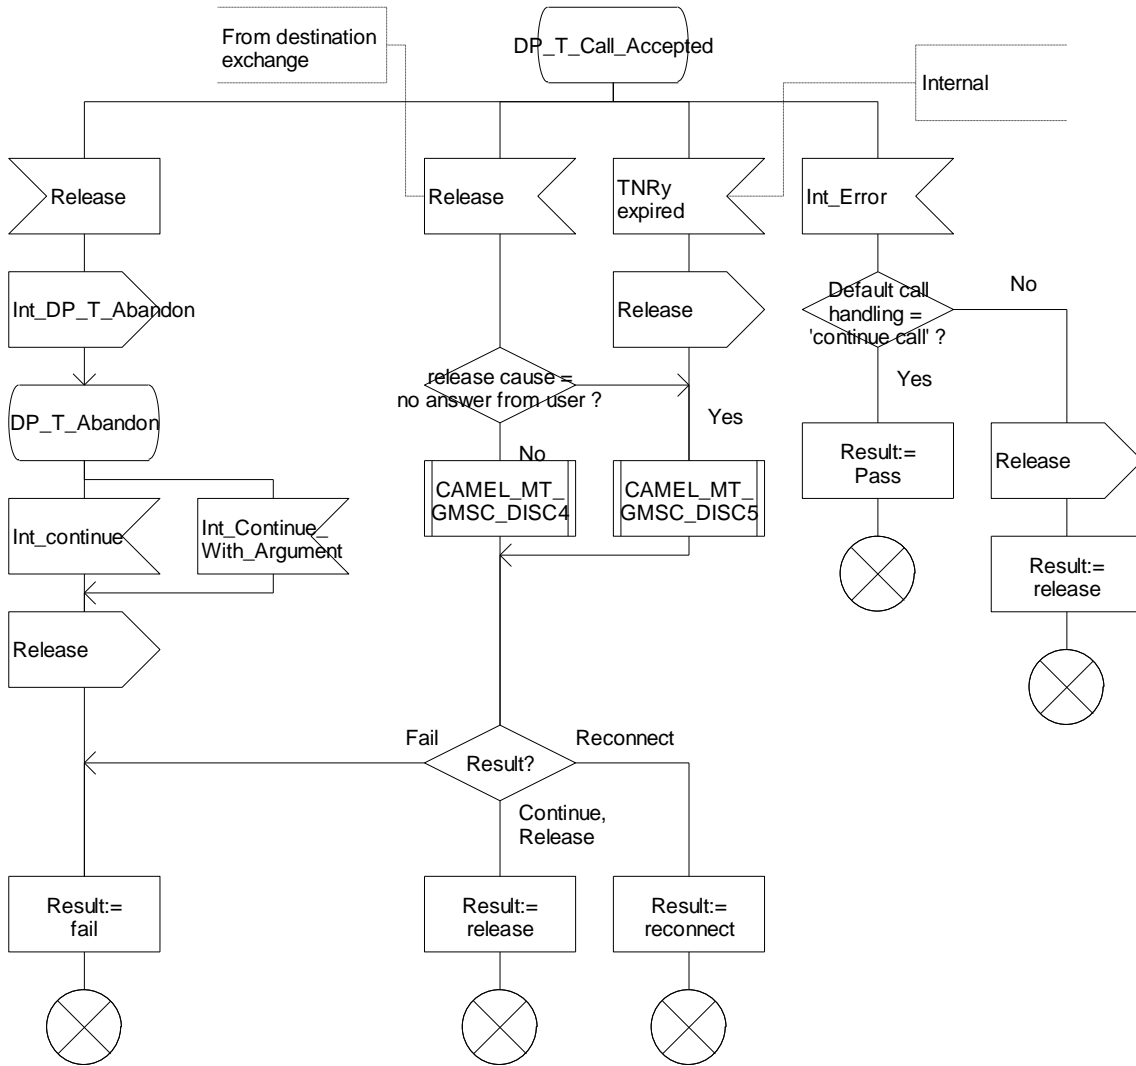 From destination
exchange
DP_T_Call_Accepted
Internal
Release
Release
TNRy
expired
Int_Error
Int_DP_T_Abandon
Release
Default call
handling =
'continue call' ?
No
Yes
release cause =
no answer from user ?
Yes
No
DP_T_Abandon
CAMEL_MT_
GMSC_DISC4
CAMEL_MT_
GMSC_DISC5
Result:=
Pass
Release
Int_continue
Int_Continue_
With_Argument
Result:=
release
Release
Fail
Reconnect
Result?
Continue,
Release
Result:=
fail
Result:=
release
Result:=
reconnect